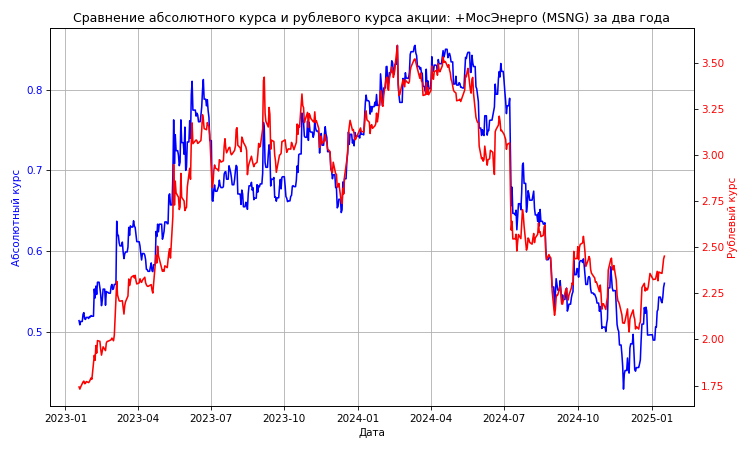 Сравнение абсолютного курса и рублевого курса акции: +МосЭнерго (MSNG) за два года
Абсолютный курс
0.8
0.7
0.6
0.5
3.50
3.25
3.00
2.75
2.50
2.25
2.00
1.75
Рублевый курс
2023-01 2023-04 2023-07 2023-10 2024-01 2024-04 2024-07 2024-10 2025-01
Дата